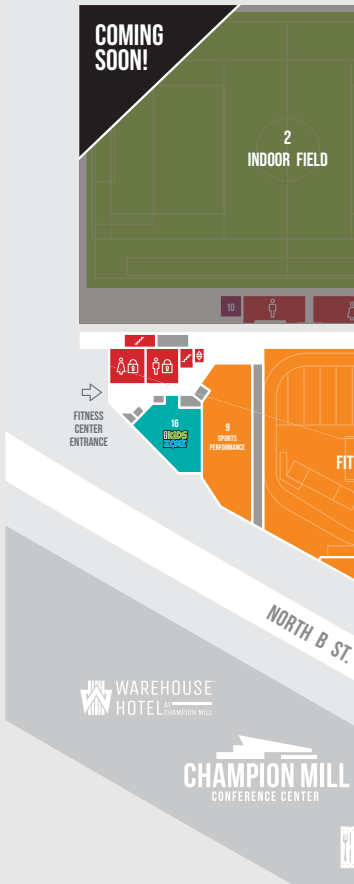 COMING
SOON!
2
INDOOR FIELD
16
FITNESS
CENTER
ENTRANCE
16
KIDS
ZONE
9
SPORTS
PERFORMANCE
FIT
NORTH B ST.
WAREHOUSE
HOTEL AT
CHAMPION MILL
CHAMPION MILL
CONFERENCE CENTER